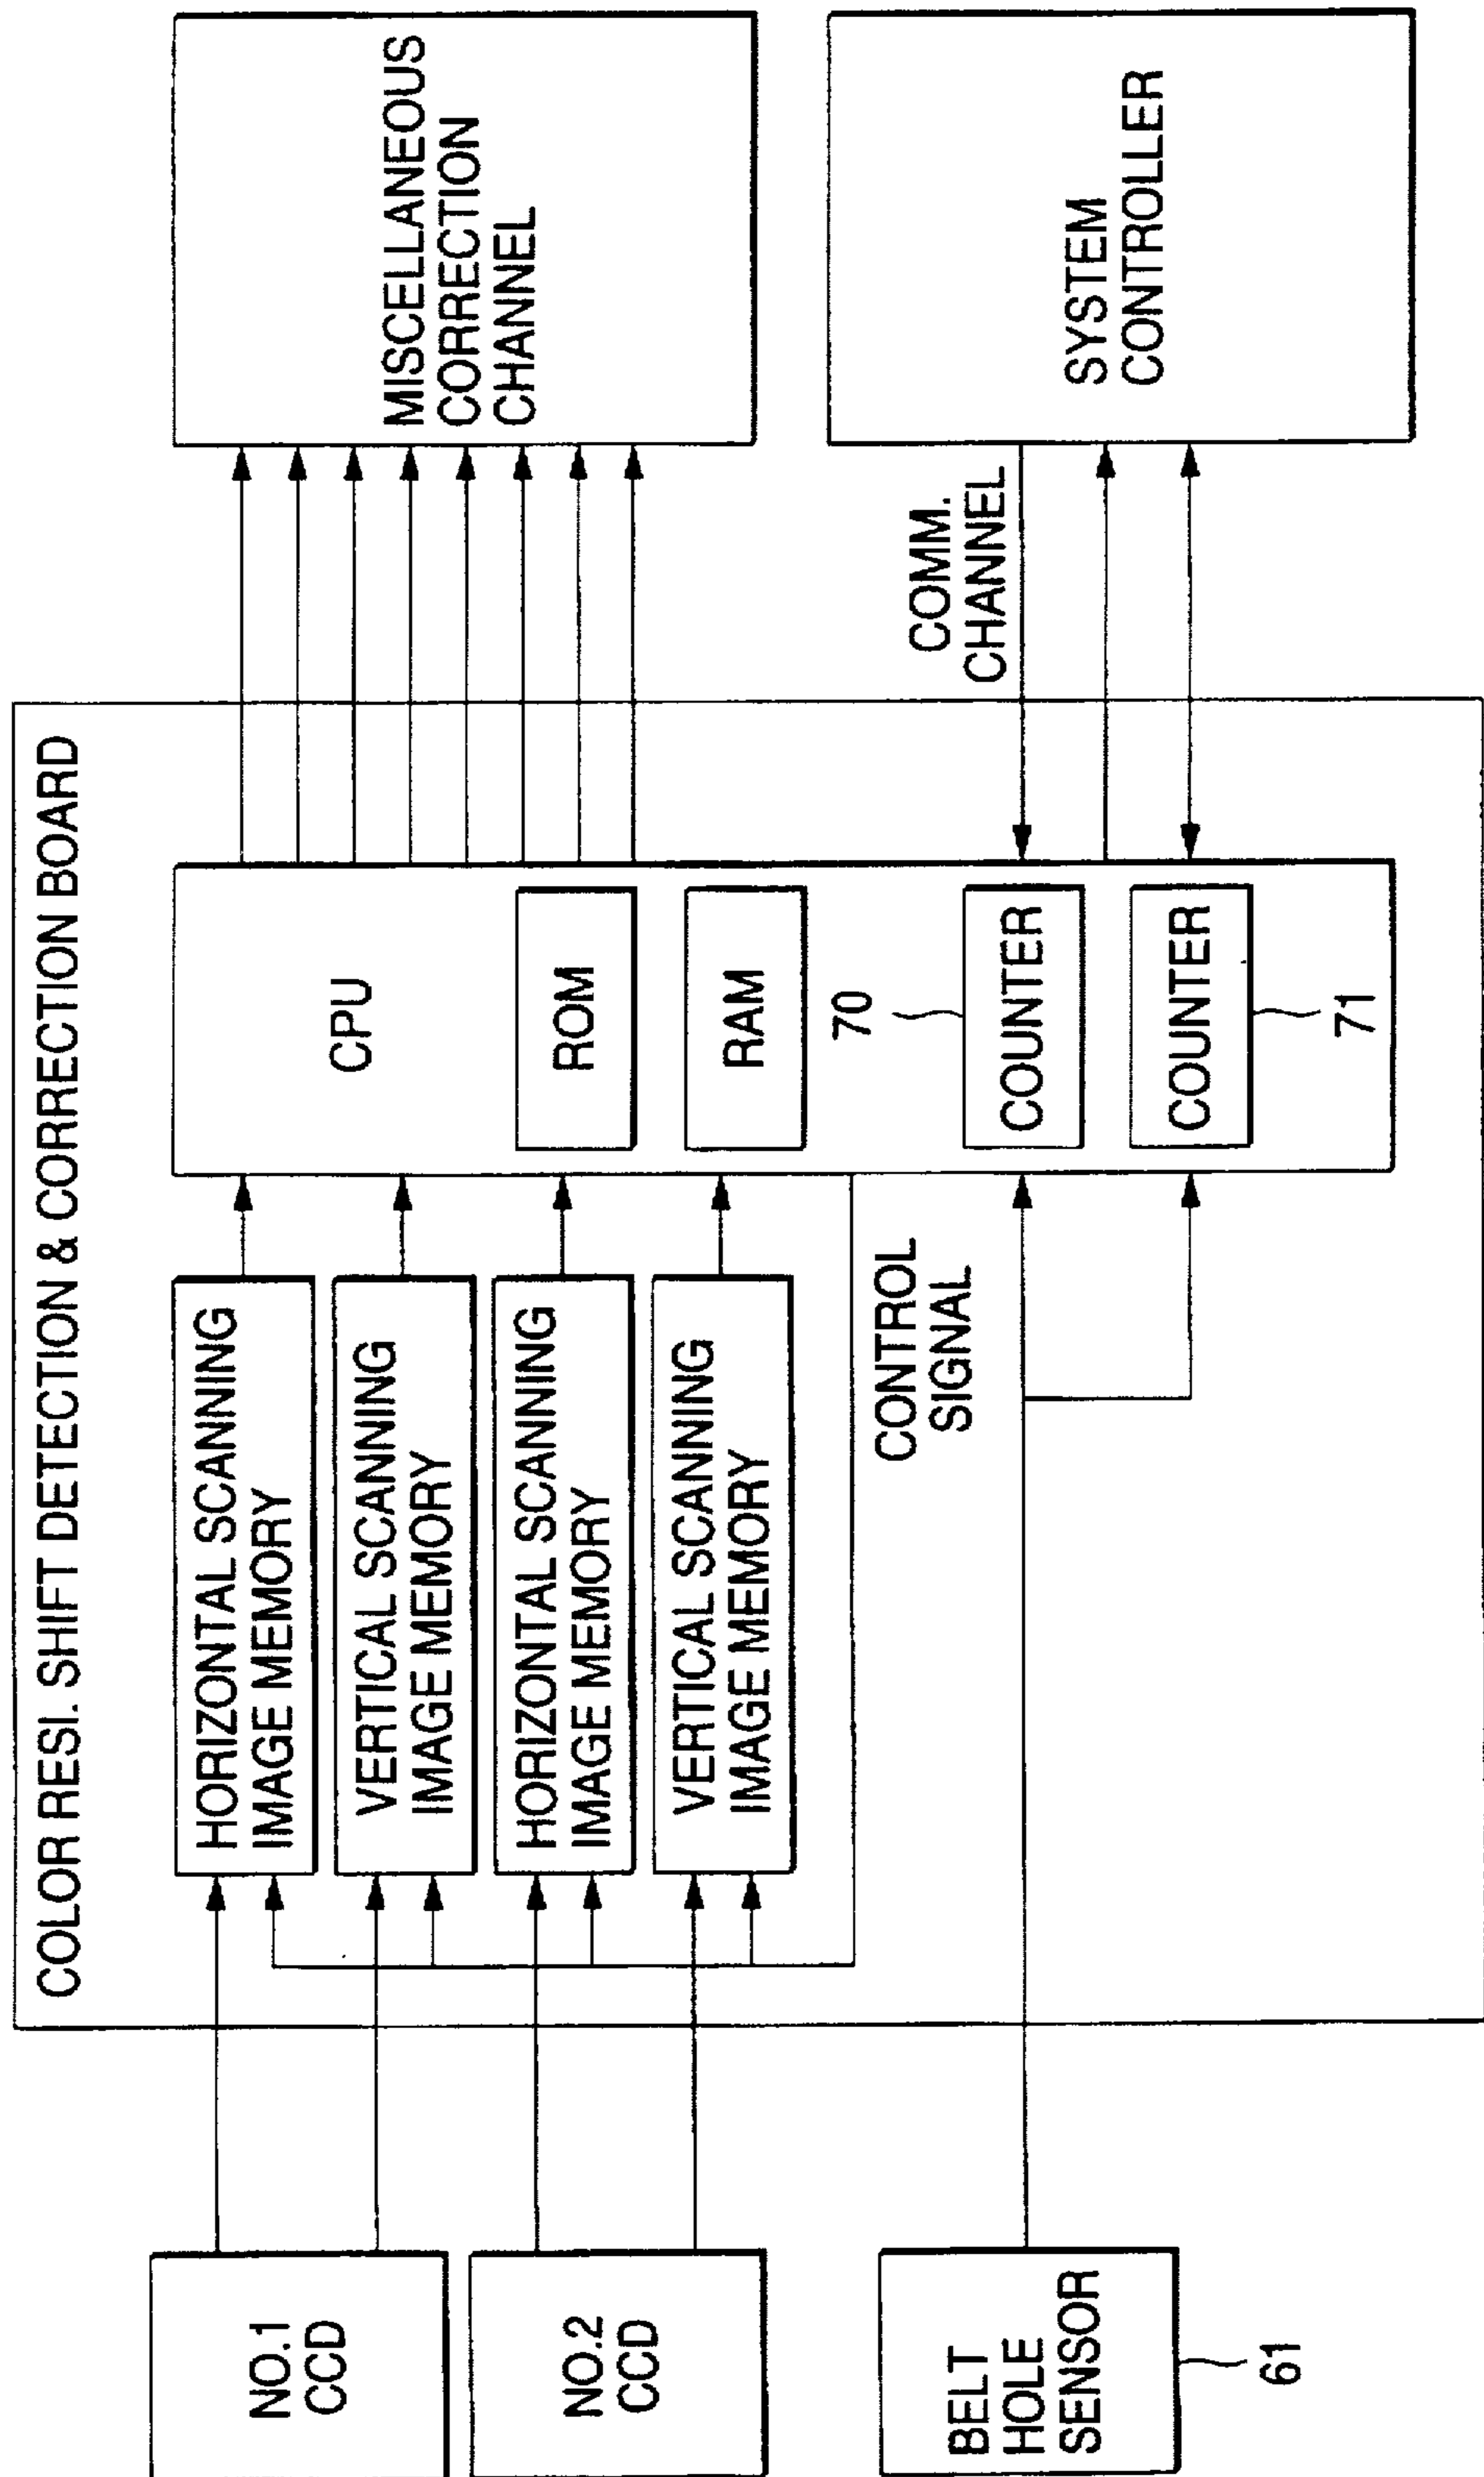 COLOR RESI. SHIFT DETECTION & CORRECTION BOARD
NO.1
CCD
NO.2
CCD
BELT
HOLE
SENSOR
61
HORIZONTAL SCANNING
IMAGE MEMORY
VERTICAL SCANNING
IMAGE MEMORY
HORIZONTAL SCANNING
IMAGE MEMORY
VERTICAL SCANNING
IMAGE MEMORY
CONTROL
SIGNAL
CPU
ROM
RAM
70
COUNTER
COUNTER
71
COMM.
CHANNEL
MISCELLANEOUS
CORRECTION
CHANNEL
SYSTEM
CONTROLLER